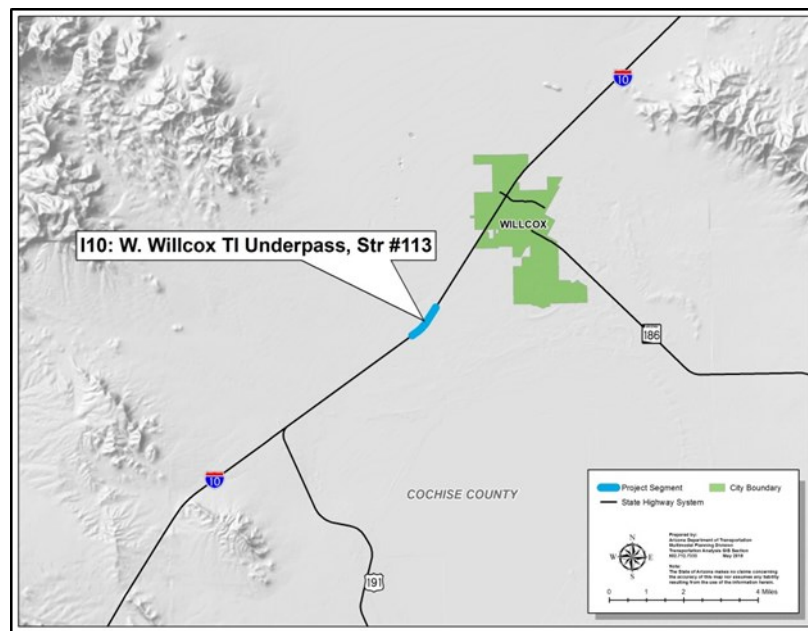 10
WILLCOX
I10: W. Willcox TI Underpass, Str #113
186
10
COCHISE COUNTY
191
Project Segment
City Boundary
State Highway System
N
W E
S
Prepared by:
Arizona Department of Transportation
Multimodal Planning Division
Transportation Analysis GIS Section
May 2016
Note:
The State of Arizona makes no claims concerning
the accuracy of this map nor assumes any liability
resulting from the use of the information herein.
0 1 2 4 Miles